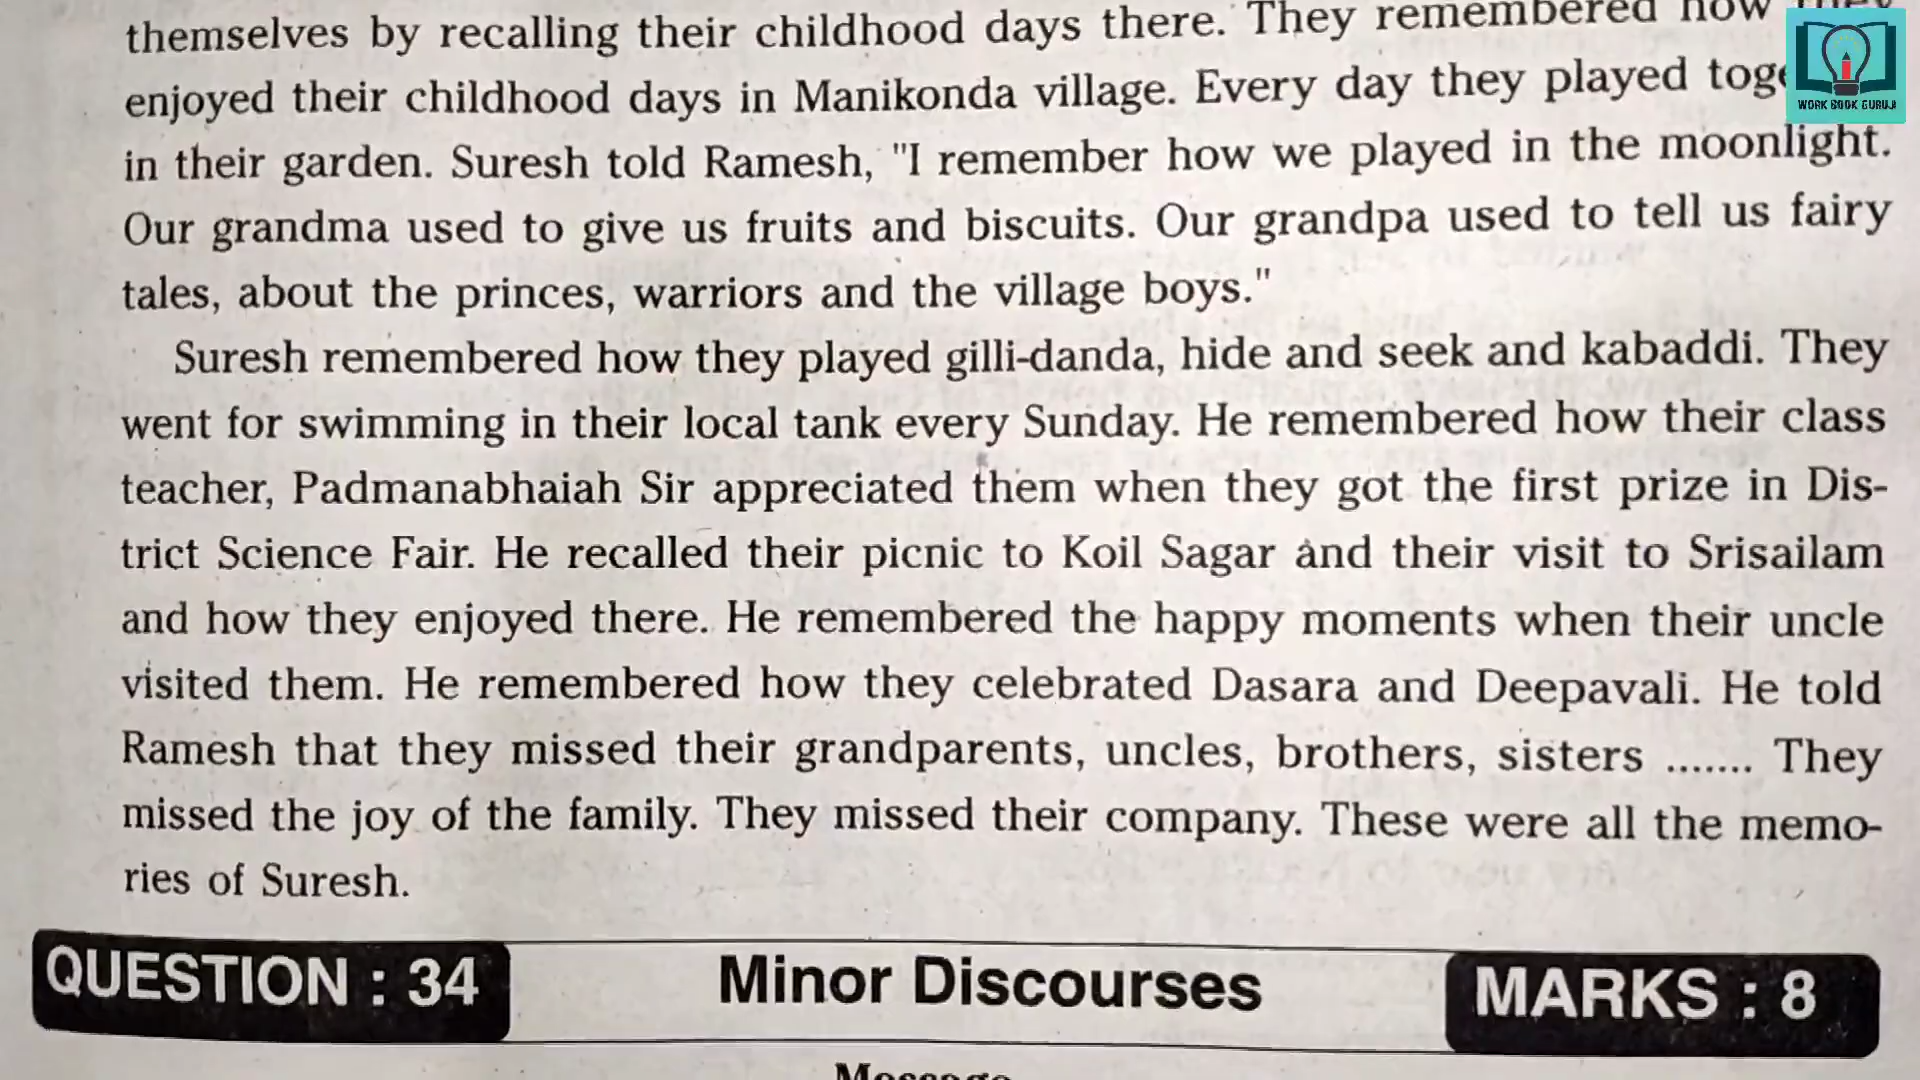 themselves by recalling their childhood days there. They remembered how they
enjoyed their childhood days in Manikonda village. Every day they played toge
in their garden. Suresh told Ramesh, "I remember how we played in the moonlight.
Our grandma used to give us fruits and biscuits. Our grandpa used to tell us fairy
tales, about the princes, warriors and the village boys."
Suresh remembered how they played gilli-danda, hide and seek and kabaddi. They
went for swimming in their local tank every Sunday. He remembered how their class
teacher, Padmanabhaiah Sir appreciated them when they got the first prize in Dis-
trict Science Fair. He recalled their picnic to Koil Sagar and their visit to Srisailam
and how they enjoyed there. He remembered the happy moments when their uncle
visited them. He remembered how they celebrated Dasara and Deepavali. He told
Ramesh that they missed their grandparents, uncles, brothers, sisters ....... They
missed the joy of the family. They missed their company. These were all the memo-
ries of Suresh.
QUESTION : 34 Minor Discourses MARKS : 8
Message
WORK BOOK GURUJI